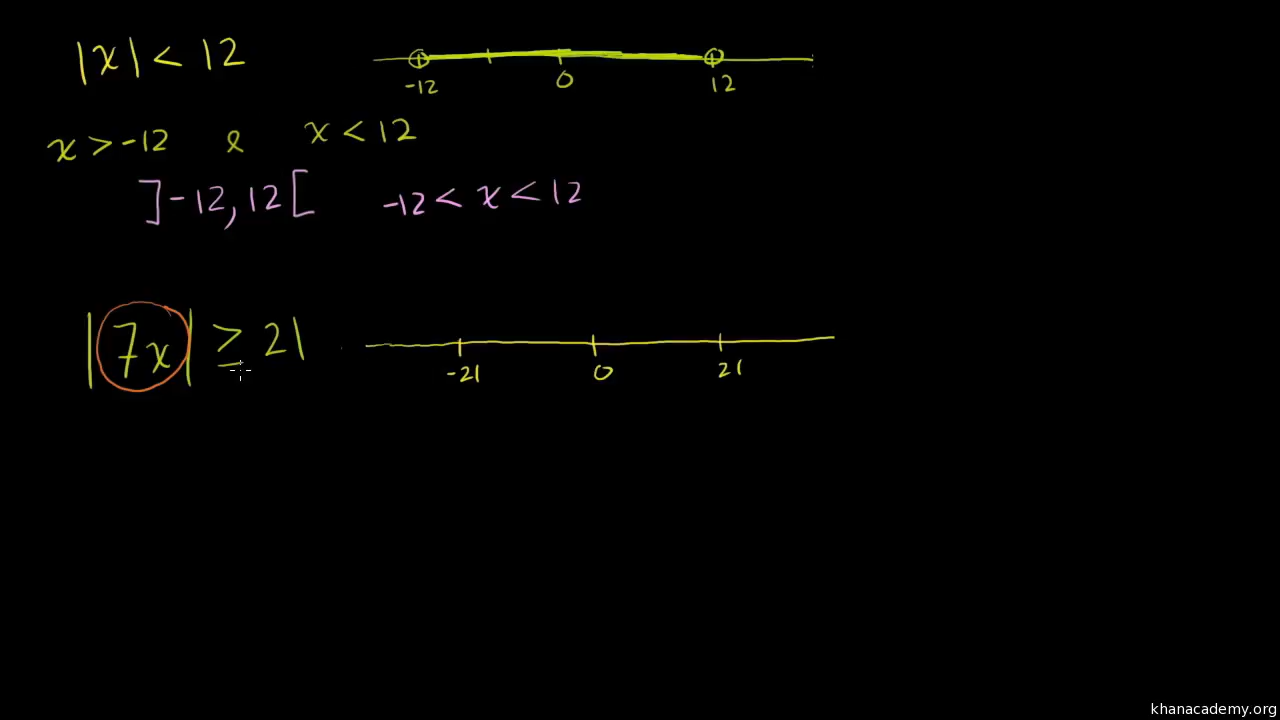 |x| < 12
-12 0 12
x > -12 & x < 12
]-12, 12[ -12 < x < 12
|7x| ≥ 21
-21 0 21
khanacademy.org